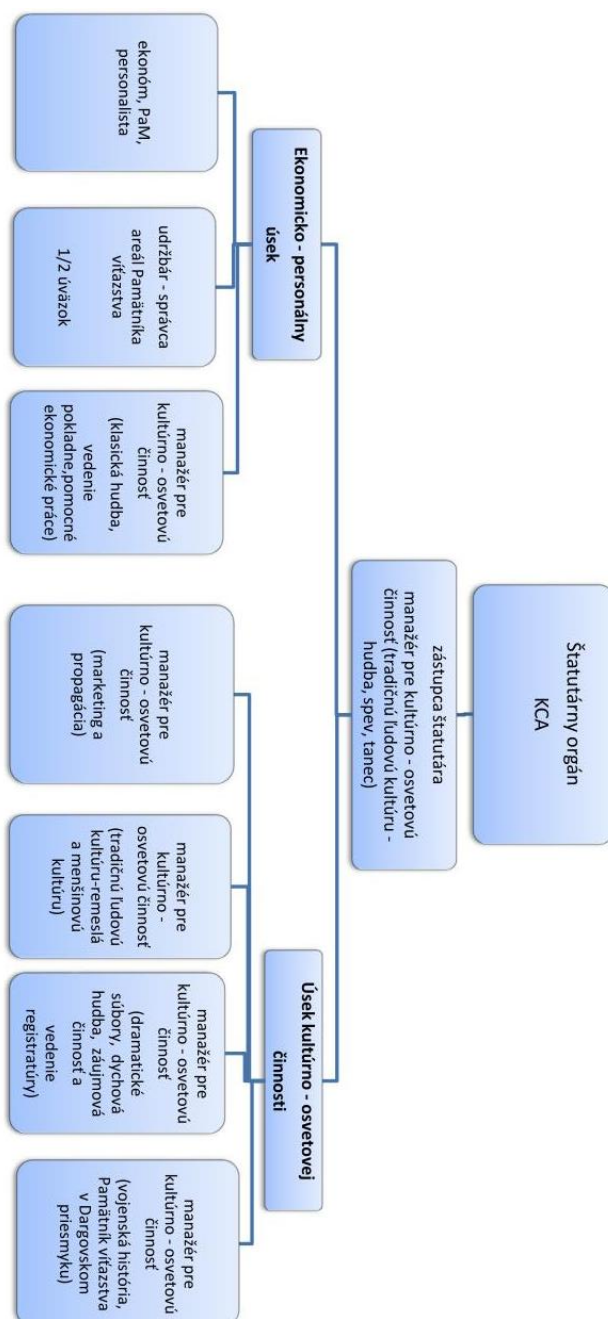 Štatutárny orgán
KCA
zástupca štatutára
manažér pre kultúrno - osvetovú
činnosť (tradičnú ľudovú kultúru -
hudba, spev, tanec)
Ekonomicko - personálny
úsek
ekonóm, PaM,
personalista
udržbár - správca
areál Pamätníka
víťazstva
1/2 úväzok
manažér pre
kultúrno - osvetovú
činnosť
(klasická hudba,
vedenie
pokladne,pomocné
ekonomické práce)
Úsek kultúrno - osvetovej
činnosti
manažér pre
kultúrno - osvetovú
činnosť
(marketing a
propagácia)
manažér pre
kultúrno -
osvetovú činnosť
(tradičnú ľudovú
kultúru-remeslá
a menšinovú
kultúru)
manažér pre
kultúrno - osvetovú
činnosť
(dramatické
súbory, dychová
hudba, záujmová
činnosť a
vedenie
registratúry)
manažér pre
kultúrno - osvetovú
činnosť
(vojenská história,
Pamätník víťazstva
v Dargovskom
priesmyku)